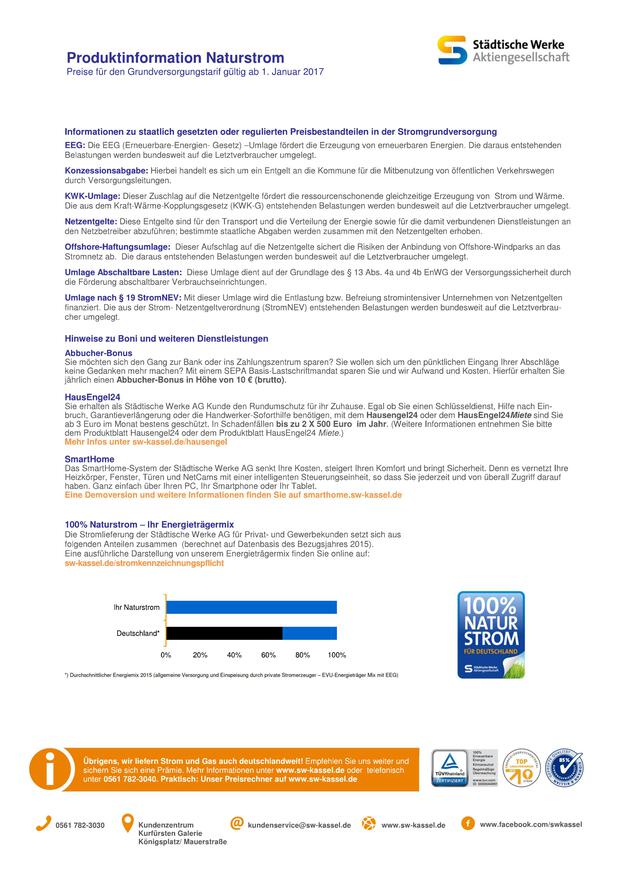 Produktinformation Naturstrom
Preise für den Grundversorgungstarif gültig ab 1. Januar 2017
Städtische Werke
Aktiengesellschaft
Informationen zu staatlich gesetzten oder regulierten Preisbestandteilen in der Stromgrundversorgung
EEG: Die EEG (Erneuerbare-Energien- Gesetz) –Umlage fördert die Erzeugung von erneuerbaren Energien. Die daraus entstehenden
Belastungen werden bundesweit auf die Letztverbraucher umgelegt.
Konzessionsabgabe: Hierbei handelt es sich um ein Entgelt an die Kommune für die Mitbenutzung von öffentlichen Verkehrswegen
durch Versorgungsleitungen.
KWK-Umlage: Dieser Zuschlag auf die Netzentgelte fördert die ressourcenschonende gleichzeitige Erzeugung von Strom und Wärme.
Die aus dem Kraft-Wärme-Kopplungsgesetz (KWK-G) entstehenden Belastungen werden bundesweit auf die Letztverbraucher umgelegt.
Netzentgelte: Diese Entgelte sind für den Transport und die Verteilung der Energie sowie für die damit verbundenen Dienstleistungen an
den Netzbetreiber abzuführen; bestimmte staatliche Abgaben werden zusammen mit den Netzentgelten erhoben.
Offshore-Haftungsumlage: Dieser Aufschlag auf die Netzentgelte sichert die Risiken der Anbindung von Offshore-Windparks an das
Stromnetz ab. Die daraus entstehenden Belastungen werden bundesweit auf die Letztverbraucher umgelegt.
Umlage Abschaltbare Lasten: Diese Umlage dient auf der Grundlage des § 13 Abs. 4a und 4b EnWG der Versorgungssicherheit durch
die Förderung abschaltbarer Verbrauchseinrichtungen.
Umlage nach § 19 StromNEV: Mit dieser Umlage wird die Entlastung bzw. Befreiung stromintensiver Unternehmen von Netzentgelten
finanziert. Die aus der Strom- Netzentgeltverordnung (StromNEV) entstehenden Belastungen werden bundesweit auf die Letztverbrau-
cher umgelegt.
Hinweise zu Boni und weiteren Dienstleistungen
Abbucher-Bonus
Sie möchten sich den Gang zur Bank oder ins Zahlungszentrum sparen? Sie wollen sich um den pünktlichen Eingang Ihrer Abschläge
keine Gedanken mehr machen? Mit einem SEPA Basis-Lastschriftmandat sparen Sie und wir Aufwand und Kosten. Hierfür erhalten Sie
jährlich einen Abbucher-Bonus in Höhe von 10 € (brutto).
HausEngel24
Sie erhalten als Städtische Werke AG Kunde den Rundumschutz für ihr Zuhause. Egal ob Sie einen Schlüsseldienst, Hilfe nach Ein-
bruch, Garantieverlängerung oder die Handwerker-Soforthilfe benötigen, mit dem Hausengel24 oder dem HausEngel24Miete sind Sie
ab 3 Euro im Monat bestens geschützt. In Schadenfällen bis zu 2 X 500 Euro im Jahr. (Weitere Informationen entnehmen Sie bitte
dem Produktblatt Hausengel24 oder dem Produktblatt HausEngel24 Miete.)
Mehr Infos unter sw-kassel.de/hausengel
SmartHome
Das SmartHome-System der Städtische Werke AG senkt Ihre Kosten, steigert Ihren Komfort und bringt Sicherheit. Denn es vernetzt Ihre
Heizkörper, Fenster, Türen und NetCams mit einer intelligenten Steuerungseinheit, so dass Sie jederzeit und von überall Zugriff darauf
haben. Ganz einfach über Ihren PC, Ihr Smartphone oder Ihr Tablet.
Eine Demoversion und weitere Informationen finden Sie auf smarthome.sw-kassel.de
100% Naturstrom – Ihr Energieträgermix
Die Stromlieferung der Städtische Werke AG für Privat- und Gewerbekunden setzt sich aus
folgenden Anteilen zusammen (berechnet auf Datenbasis des Bezugsjahres 2015).
Eine ausführliche Darstellung von unserem Energieträgermix finden Sie online auf:
sw-kassel.de/stromkennzeichnungspflicht
Ihr Naturstrom
Deutschland*
0% 20% 40% 60% 80% 100%
100%
NATUR
STROM
FÜR DEUTSCHLAND
Städtische Werke
Aktiengesellschaft
*) Durchschnittlicher Energiemix 2015 (allgemeine Versorgung und Einspeisung durch private Stromerzeuger – EVU-Energieträger Mix mit EEG)
Übrigens, wir liefern Strom und Gas auch deutschlandweit! Empfehlen Sie uns weiter und
sichern Sie sich eine Prämie. Mehr Informationen unter www.sw-kassel.de oder telefonisch
unter 0561 782-3040. Praktisch: Unser Preisrechner auf www.sw-kassel.de
TÜVRheinland
ZERTIFIZIERT
TOP
85%
0561 782-3030
Kundenzentrum
Kurfürsten Galerie
Königsplatz/ Mauerstraße
kundenservice@sw-kassel.de
www.sw-kassel.de
www.facebook.com/swkassel